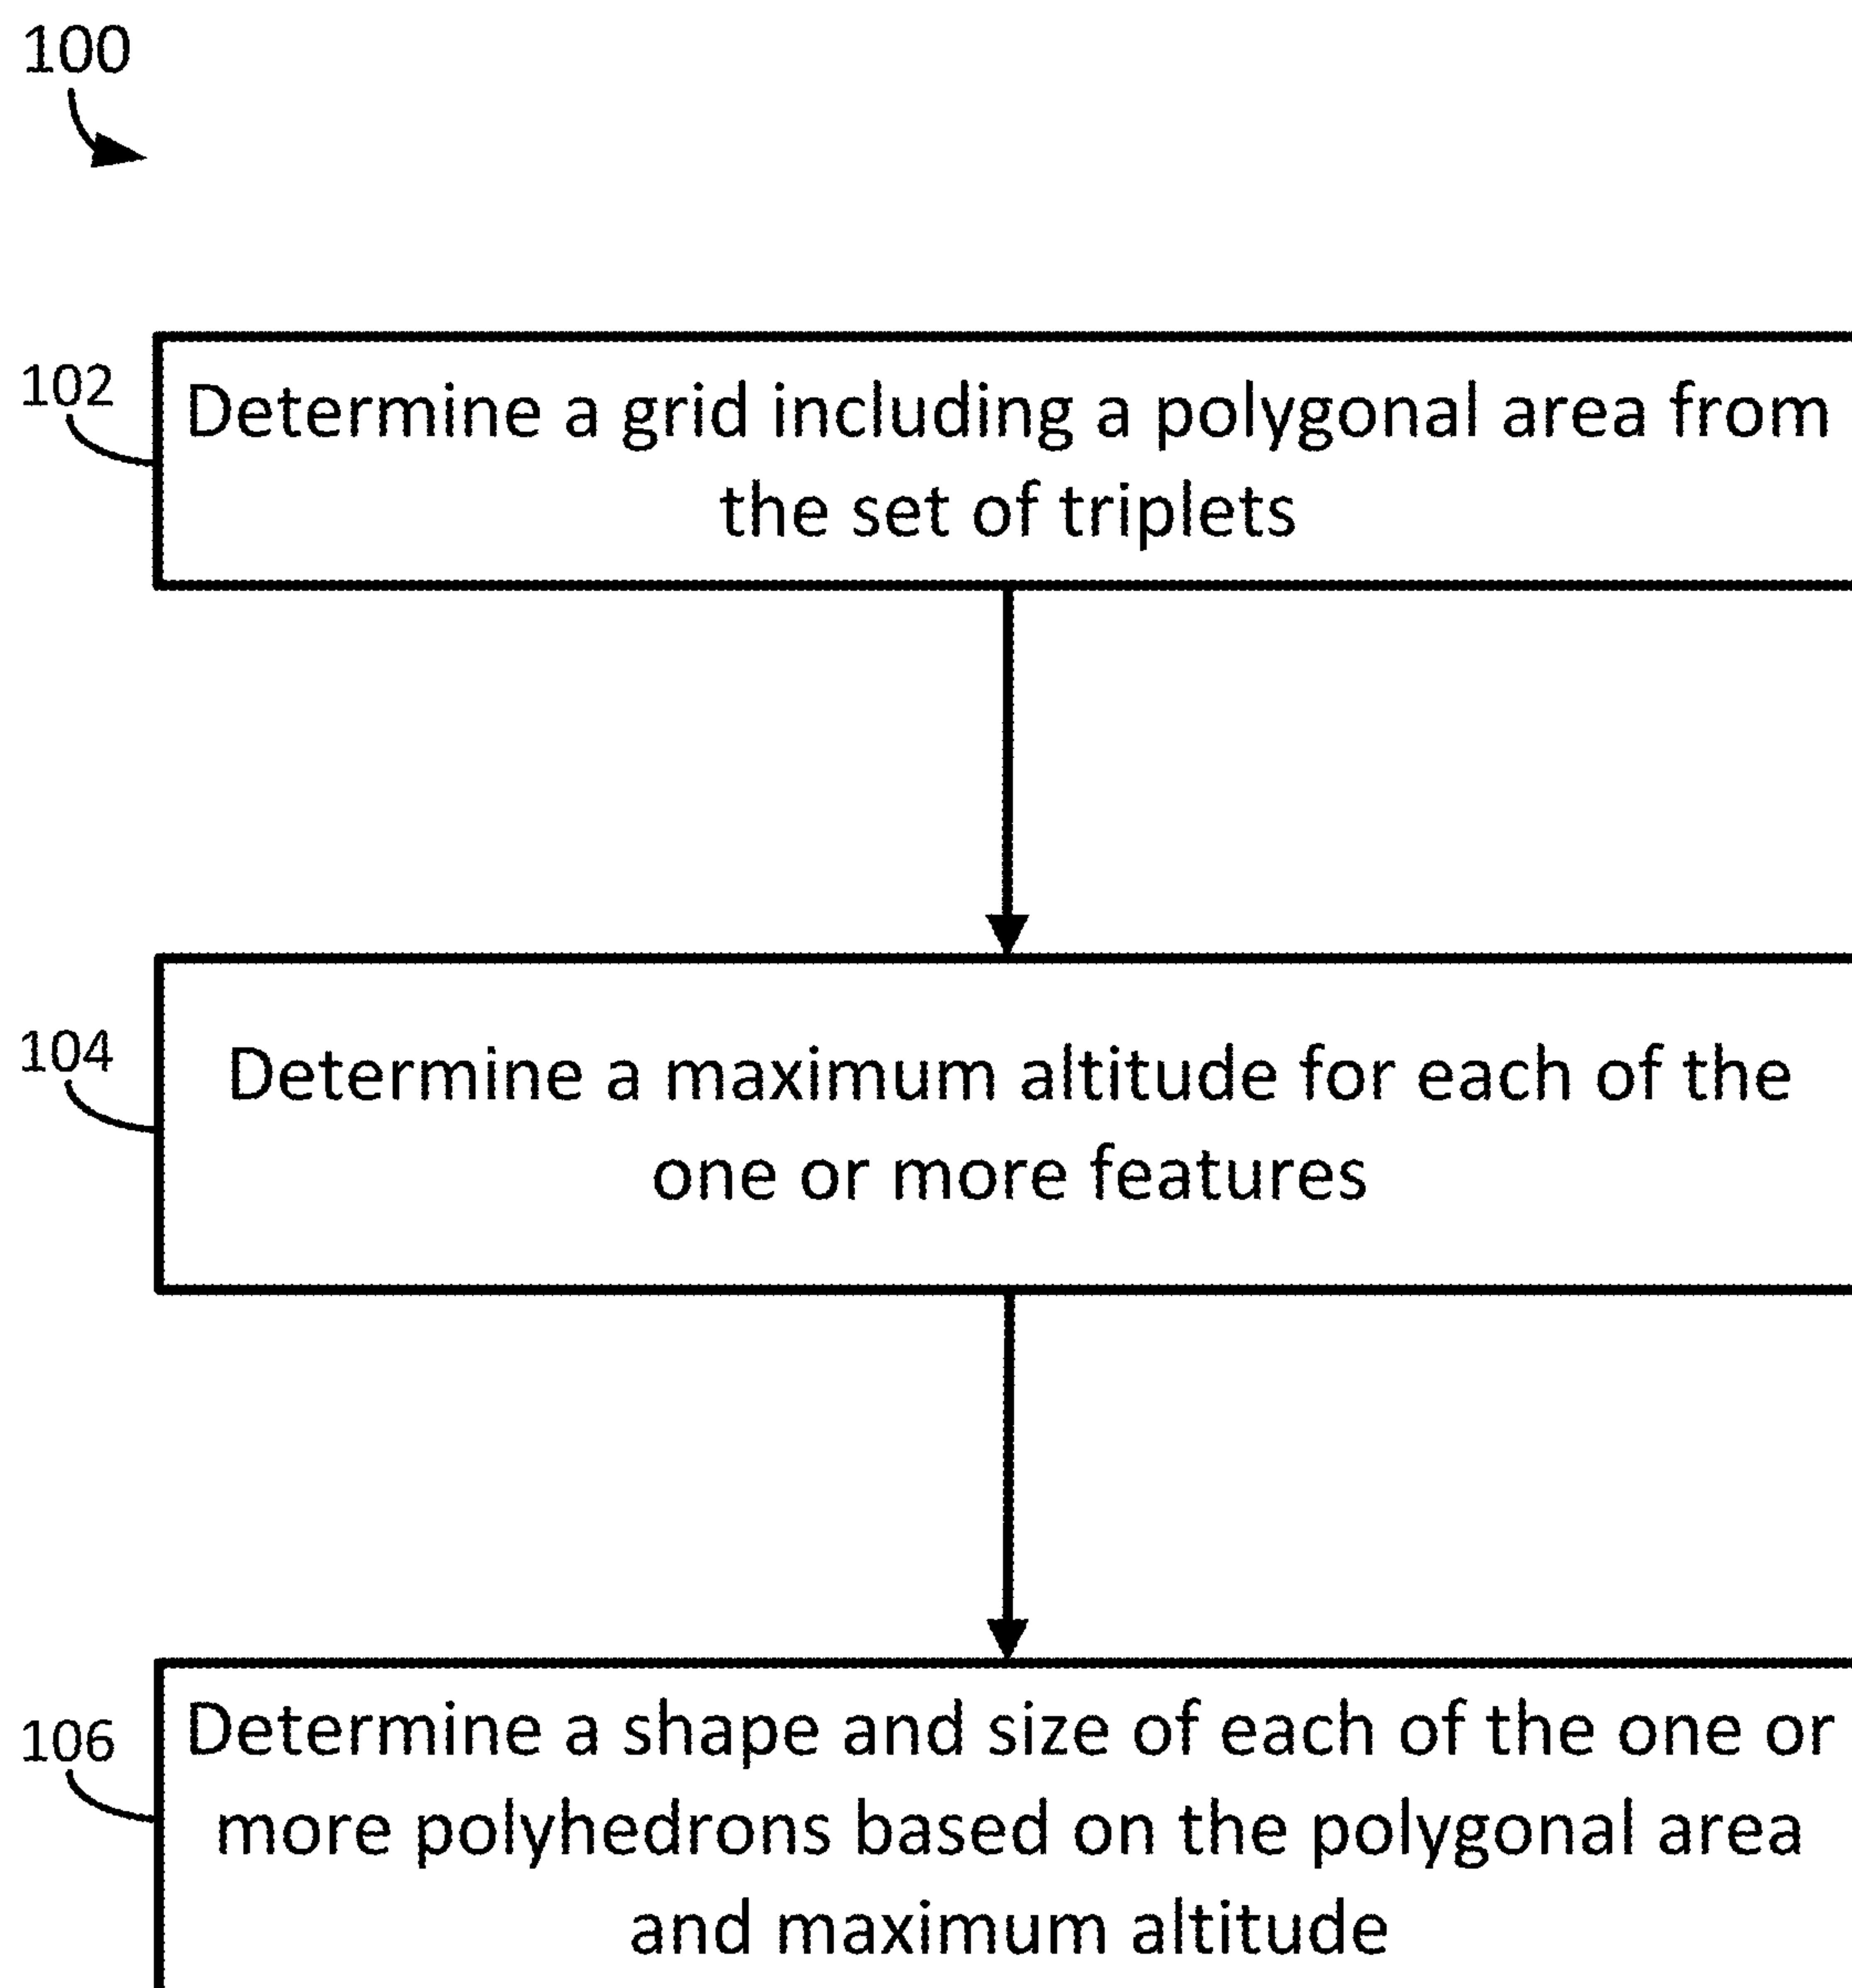 100
102
Determine a grid including a polygonal area from
the set of triplets
104
Determine a maximum altitude for each of the
one or more features
106
Determine a shape and size of each of the one or
more polyhedrons based on the polygonal area
and maximum altitude